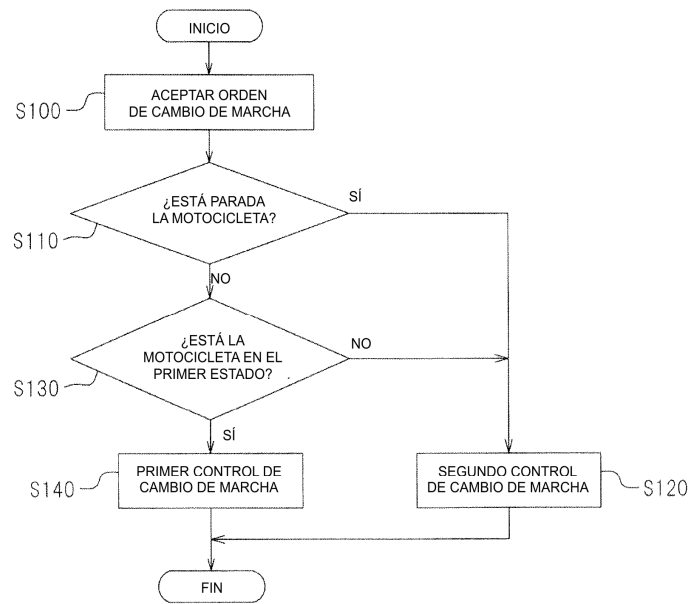 INICIO
S100
ACEPTAR ORDEN
DE CAMBIO DE MARCHA
¿ESTÁ PARADA
LA MOTOCICLETA?
SÍ
S110
NO
¿ESTÁ LA
MOTOCICLETA EN EL
PRIMER ESTADO?
NO
S130
SÍ
PRIMER CONTROL DE
CAMBIO DE MARCHA
S140
SEGUNDO CONTROL
DE CAMBIO DE MARCHA
S120
FIN